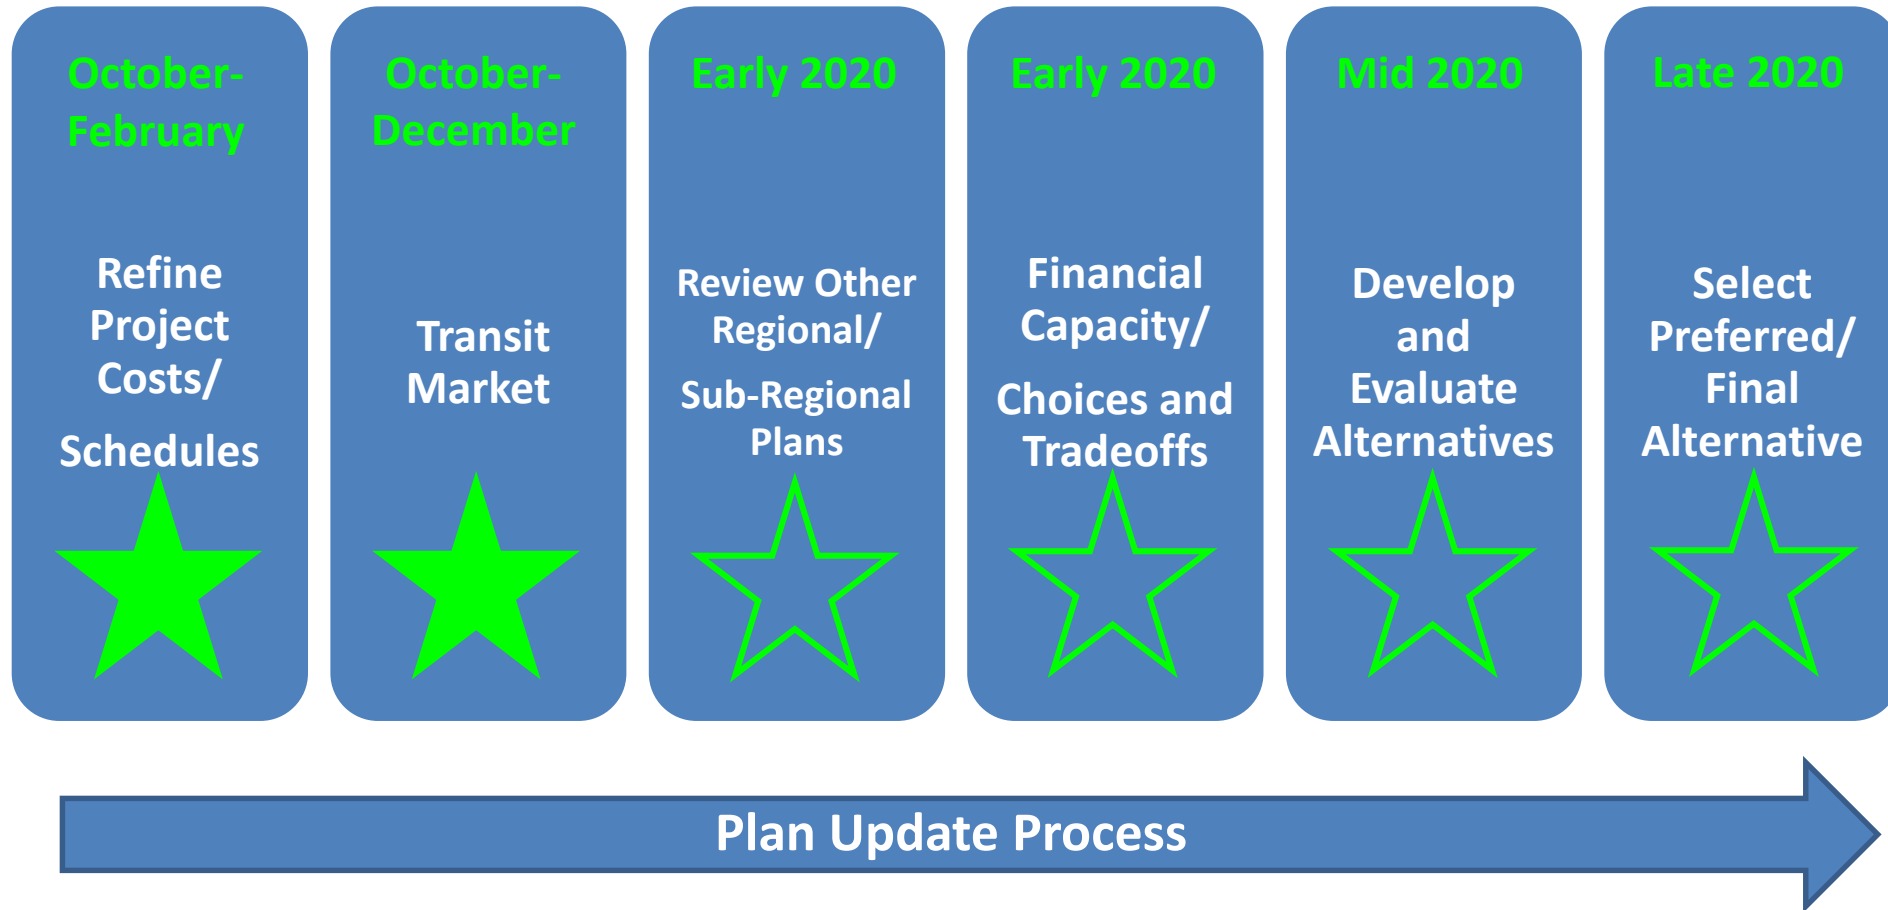 October-
February
Refine
Project
Costs/
Schedules
October-
December
Transit
Market
Early 2020
Review Other
Regional/
Sub-Regional
Plans
Early 2020
Financial
Capacity/
Choices and
Tradeoffs
Mid 2020
Develop
and
Evaluate
Alternatives
Late 2020
Select
Preferred/
Final
Alternative
Plan Update Process